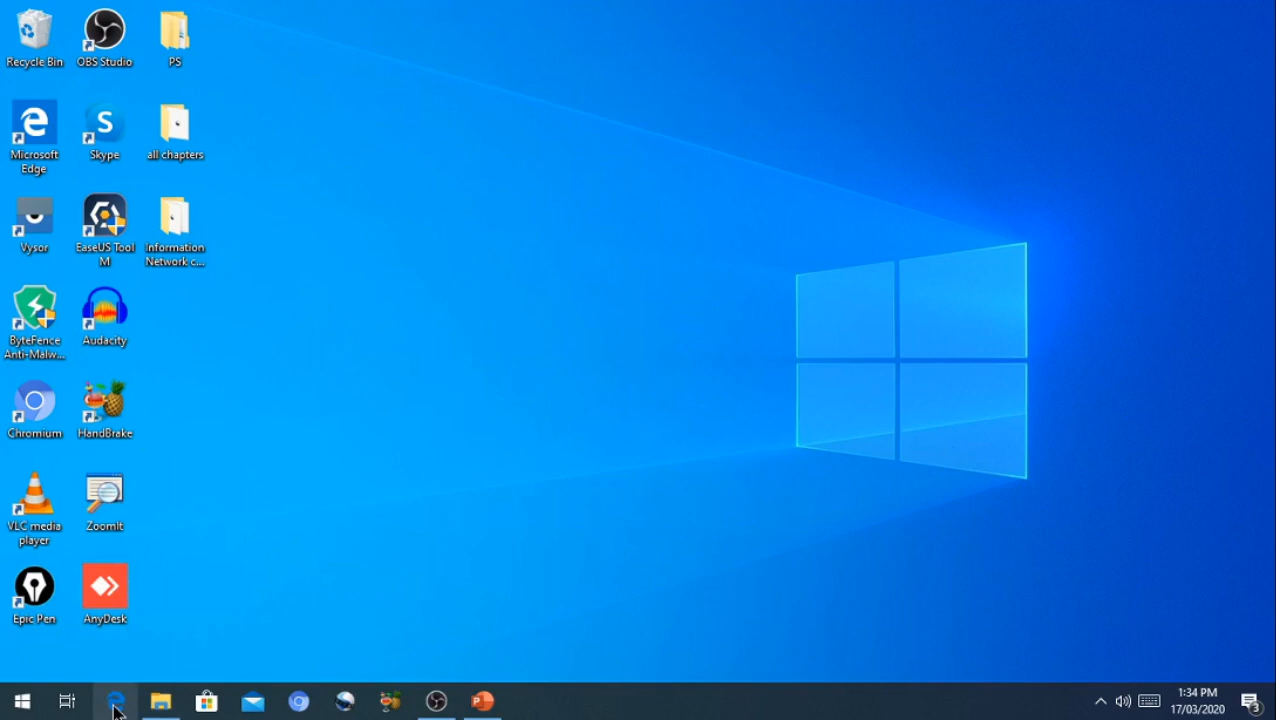 Recycle Bin
OBS Studio
PS
Microsoft
Edge
Skype
all chapters
Vysor
EaseUS Tool
M
Information
Network c...
ByteFence
Anti-Malw...
Audacity
Chromium
HandBrake
VLC media
player
ZoomIt
Epic Pen
AnyDesk
1:34 PM
17/03/2020
3